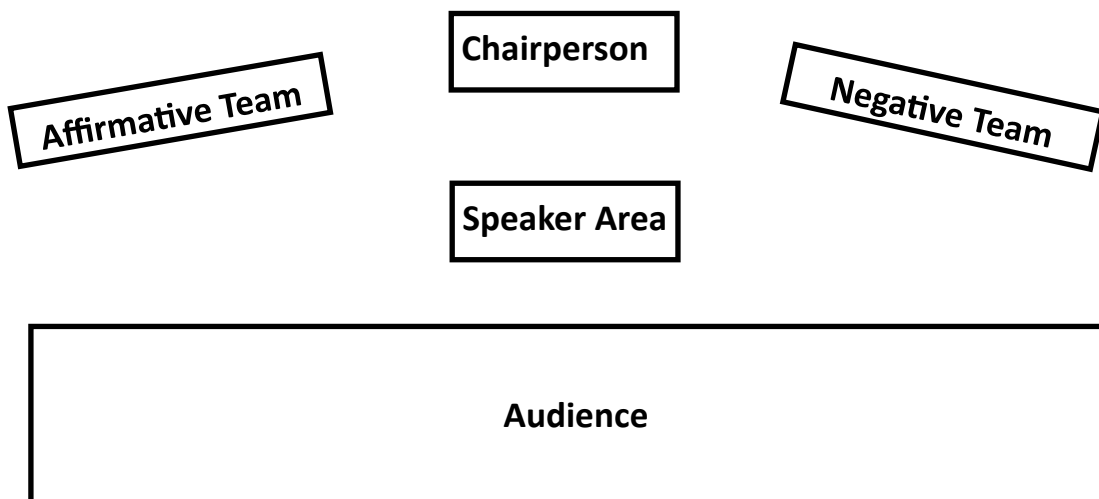 Chairperson
Affirmative Team
Negative Team
Speaker Area
Audience